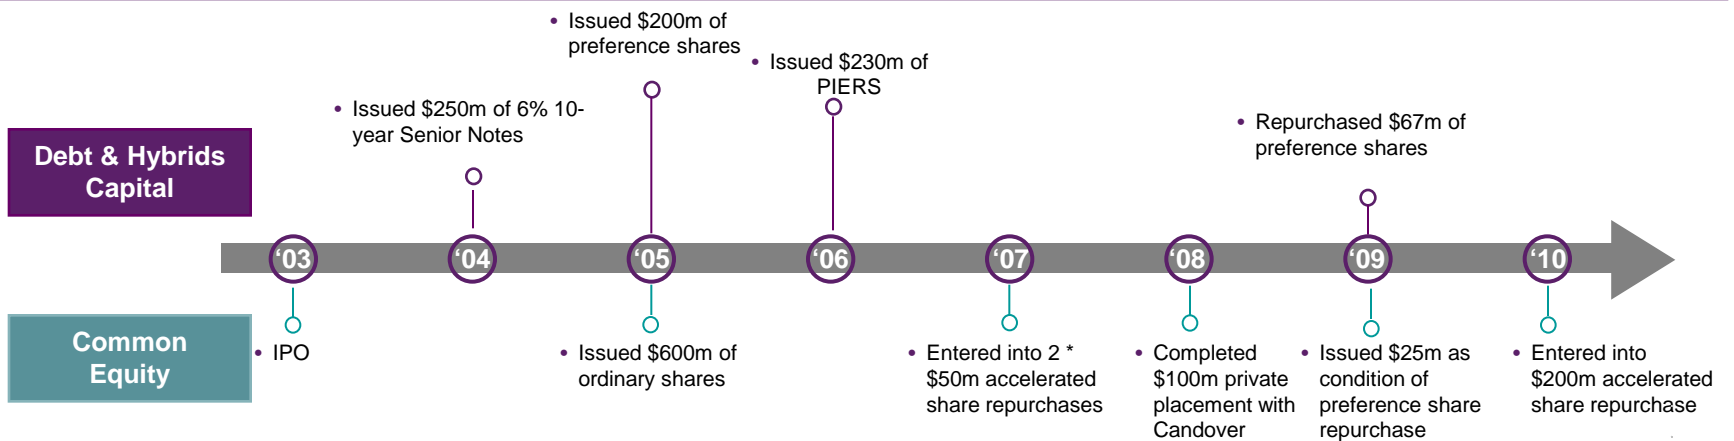 • Issued $200m of
preference shares
• Issued $230m of
PIERS
• Issued $250m of 6% 10-
year Senior Notes
• Repurchased $67m of
preference shares
Debt & Hybrids
Capital
‘03
‘04
‘05
‘06
‘07
‘08
‘09
‘10
Common
Equity
• IPO
• Issued $600m of
ordinary shares
• Entered into 2 *
$50m accelerated
share repurchases
• Completed
$100m private
placement with
Candover
• Issued $25m as
condition of
preference share
repurchase
• Entered into
$200m accelerated
share repurchase